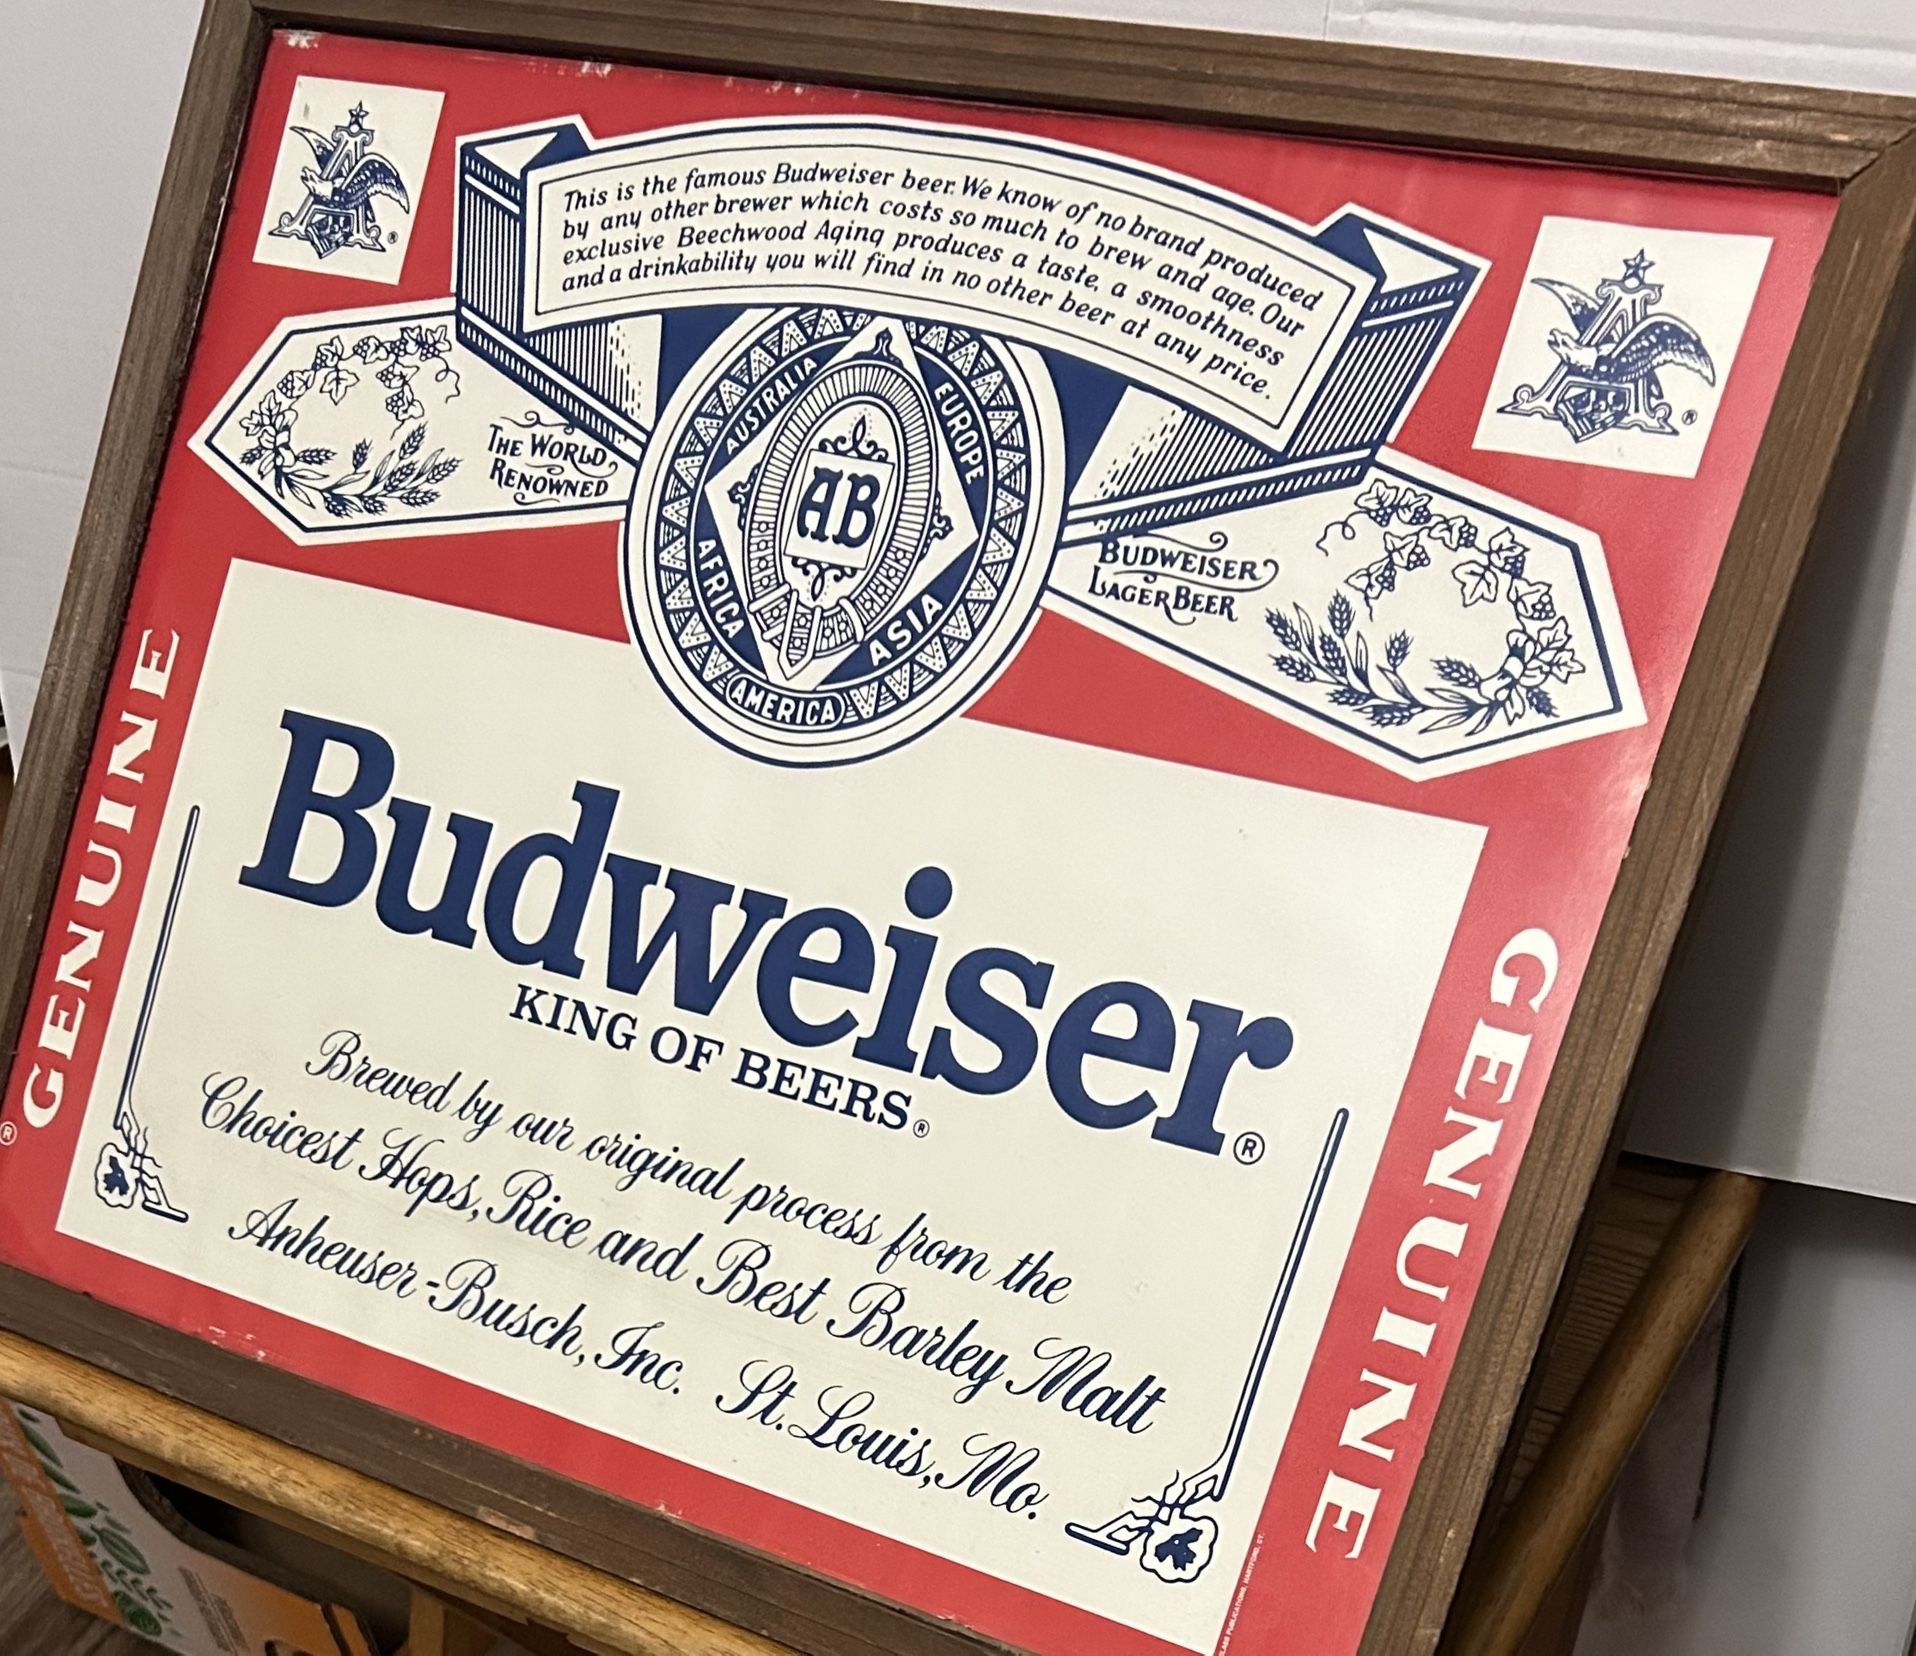 This is the famous Budweiser beer. We know of no brand produced
by any other brewer which costs so much to brew and age. Our
exclusive Beechwood Aging produces a taste, a smoothness
and a drinkability you will find in no other beer at any price.
THE WORLD
RENOWNED
AUSTRALIA
EUROPE
AB
AFRICA
ASIA
AMERICA
BUDWEISER
LAGER BEER
GENUINE
®
Budweiser®
KING OF BEERS®
Brewed by our original process from the
Choicest Hops, Rice and Best Barley Malt
Anheuser-Busch, Inc. St. Louis, Mo.
GENUINE
PUBLICATIONS, HARTFORD, CT.